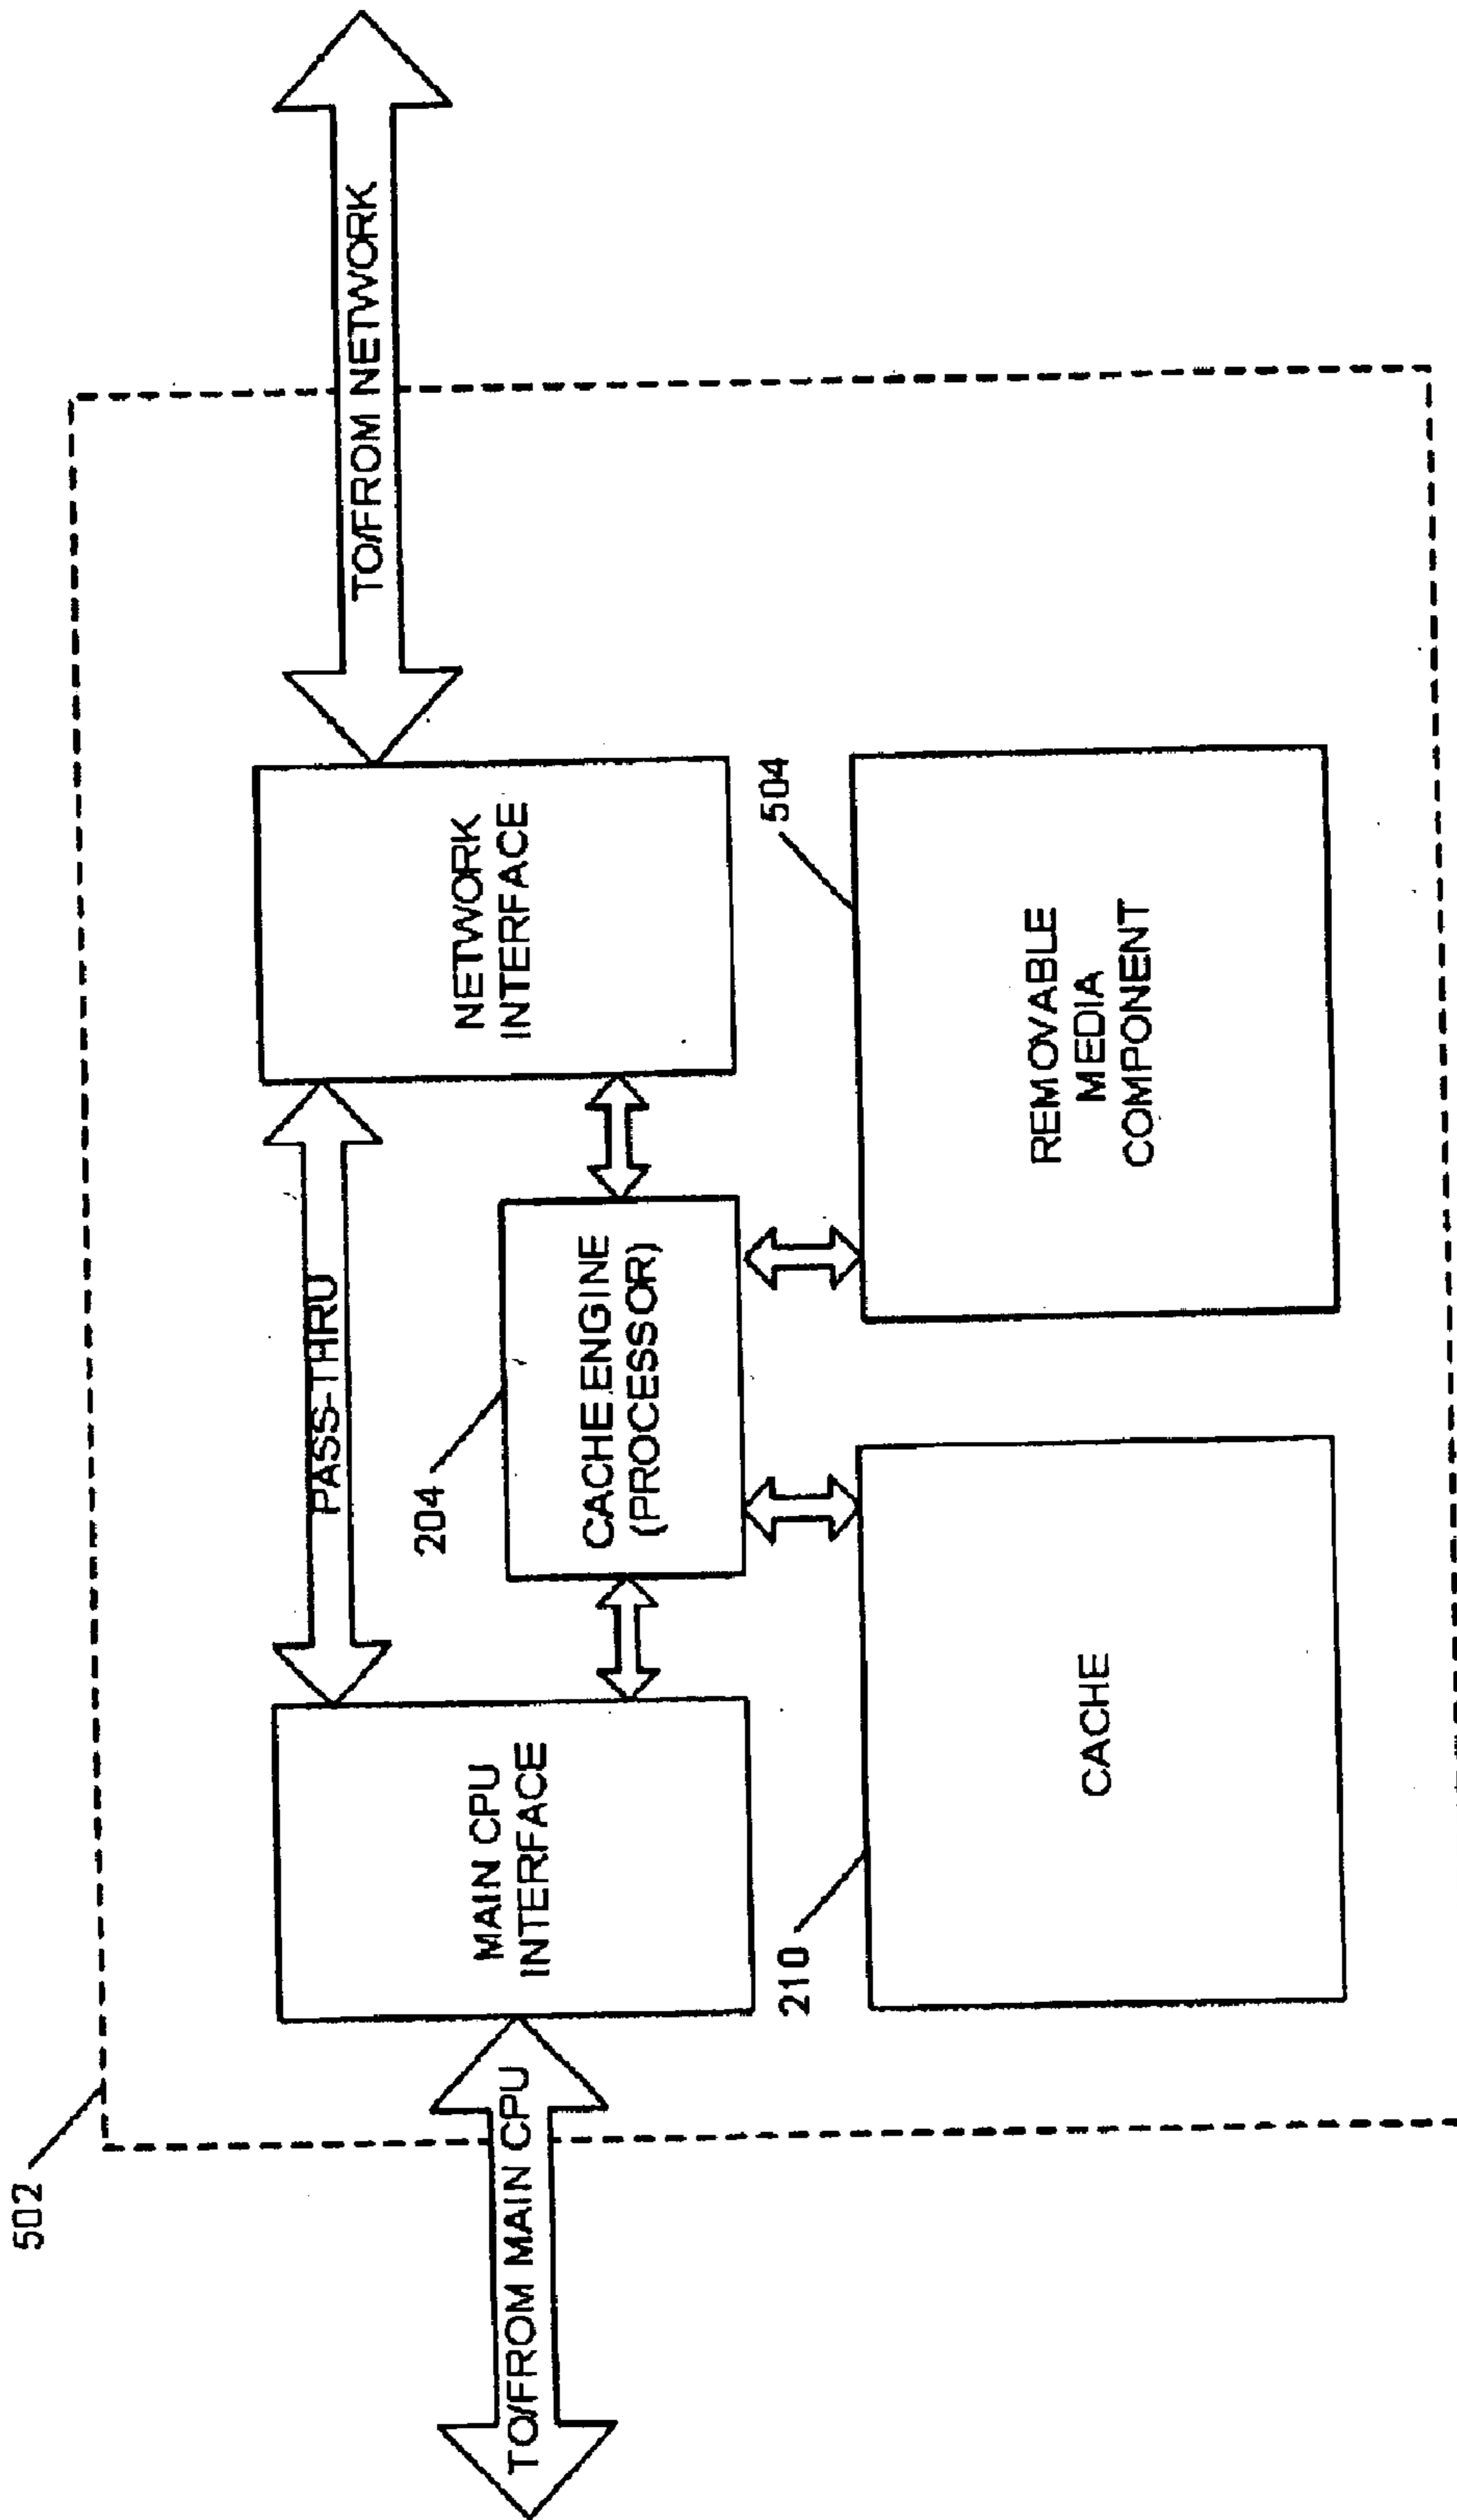 502
TO/FROM MAIN CPU
MAIN CPU
INTERFACE
PASS-THRU
204
CACHE ENGINE
(PROCESSOR)
NETWORK
INTERFACE
TO/FROM NETWORK
210
CACHE
504
REMOVABLE
MEDIA
COMPONENT